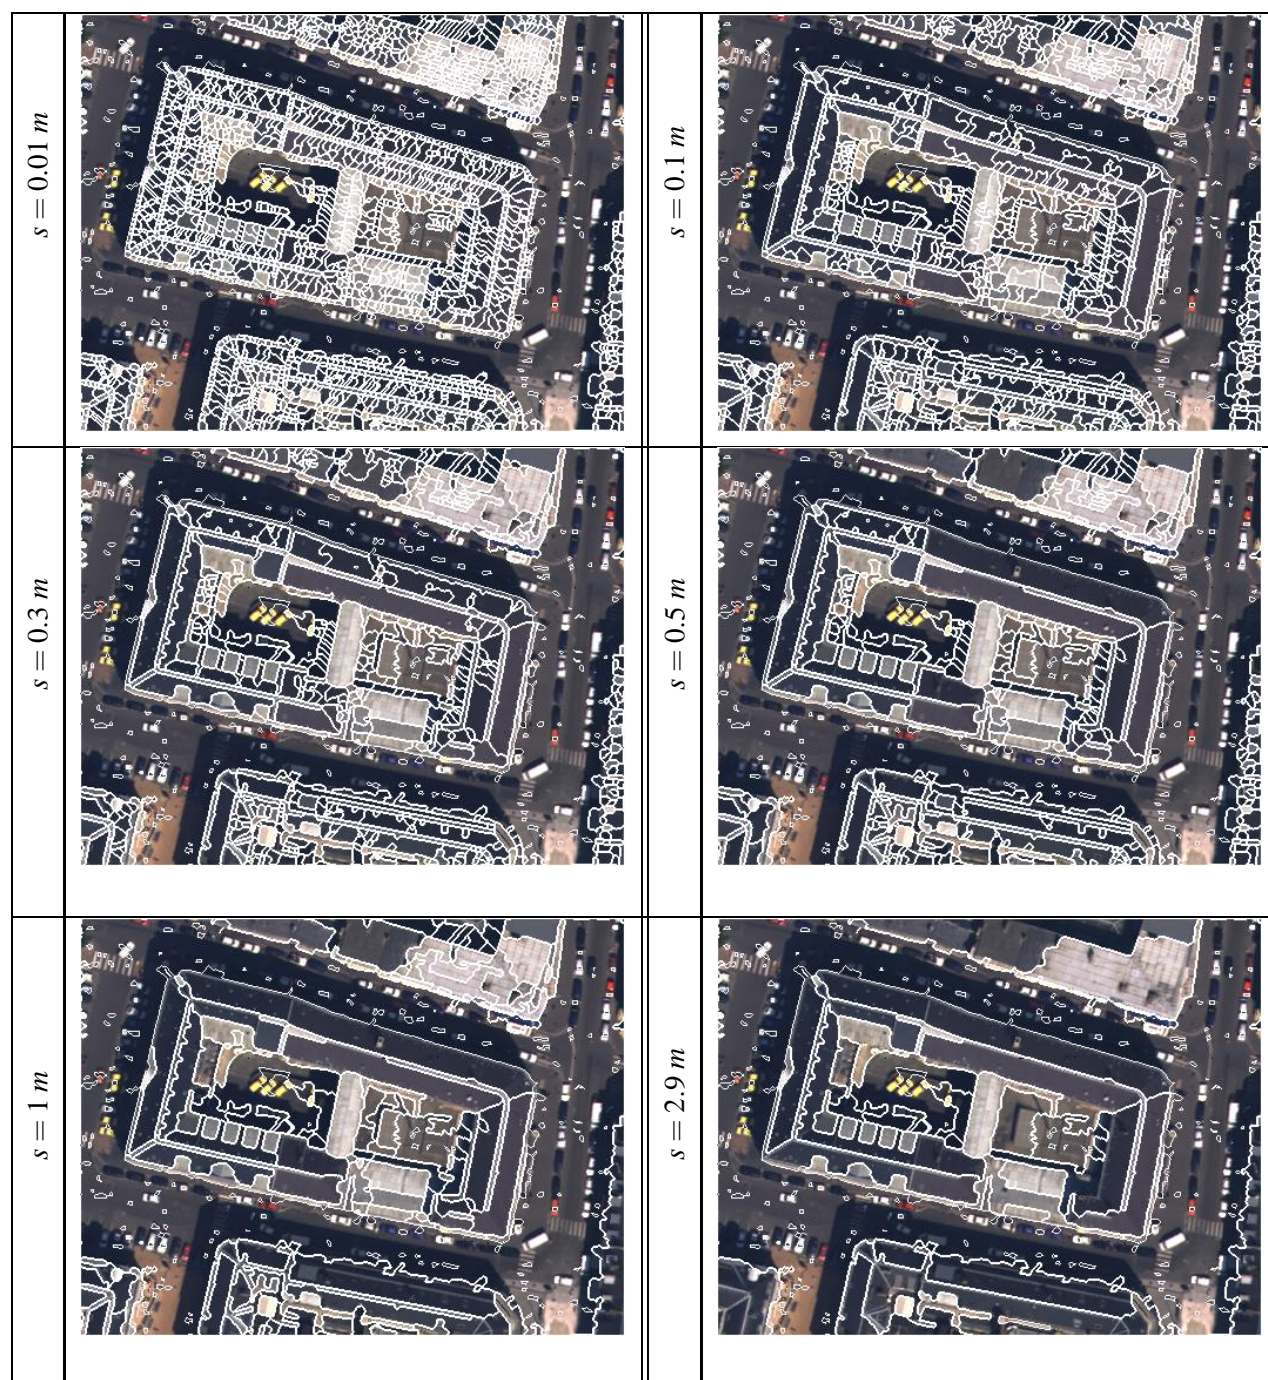 s = 0.01 m
s = 0.1 m
s = 0.3 m
s = 0.5 m
s = 1 m
s = 2.9 m